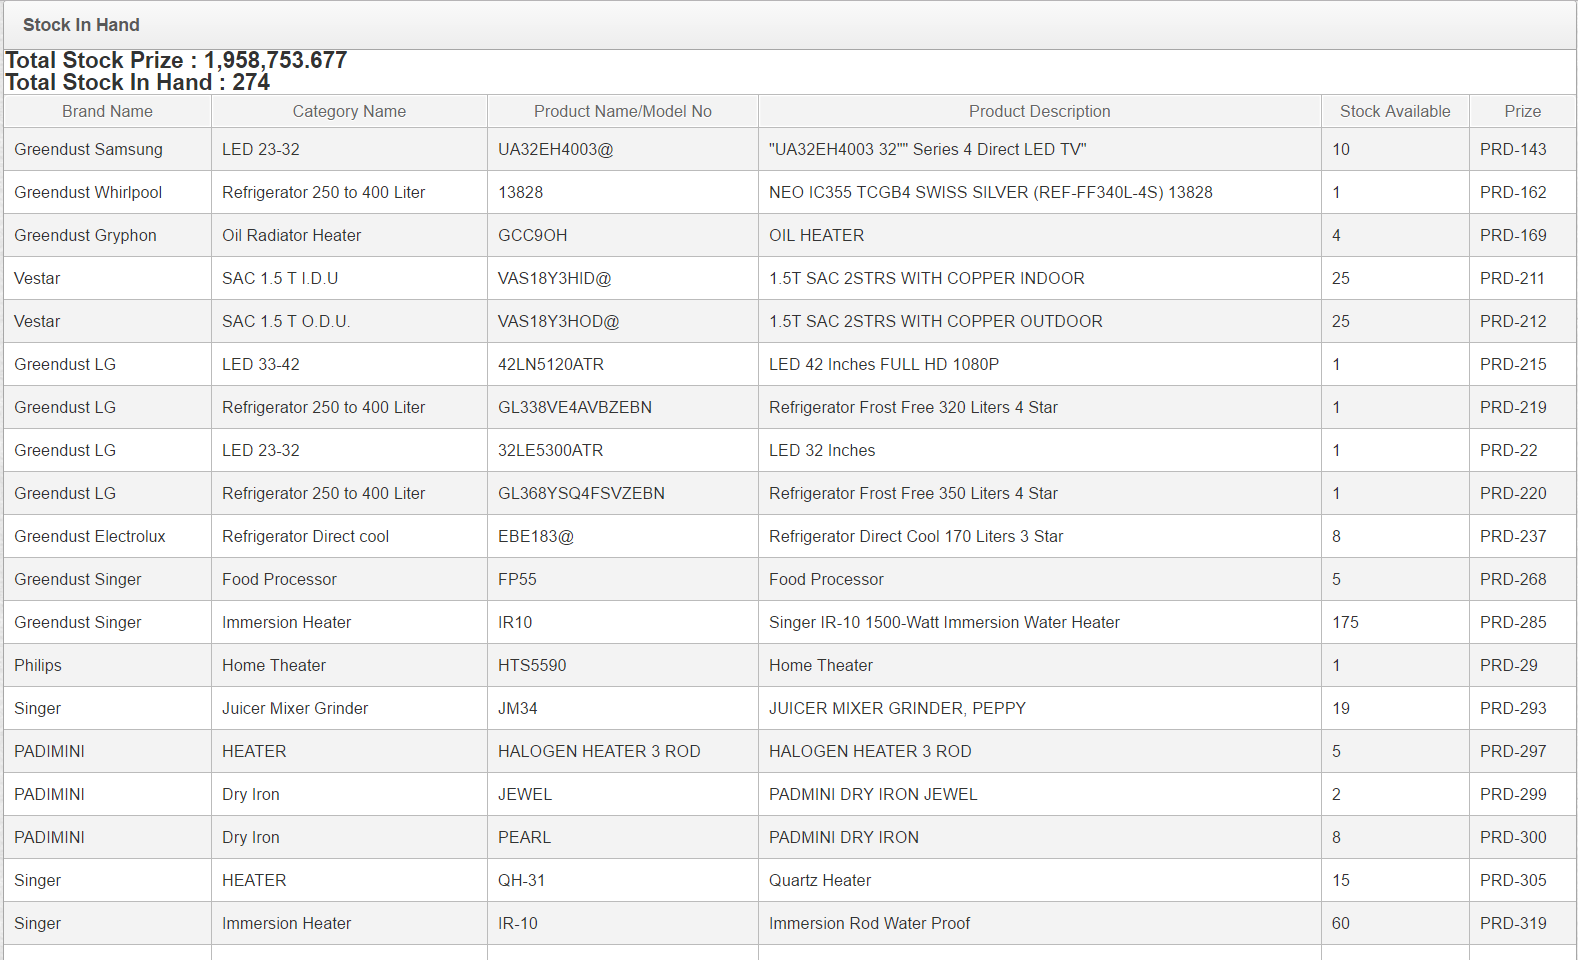 Stock In Hand
Total Stock Prize : 1,958,753.677
Total Stock In Hand : 274
Brand Name Category Name Product Name/Model No Product Description Stock Available Prize
Greendust Samsung LED 23-32 UA32EH4003@ "UA32EH4003 32"" Series 4 Direct LED TV" 10 PRD-143
Greendust Whirlpool Refrigerator 250 to 400 Liter 13828 NEO IC355 TCGB4 SWISS SILVER (REF-FF340L-4S) 13828 1 PRD-162
Greendust Gryphon Oil Radiator Heater GCC9OH OIL HEATER 4 PRD-169
Vestar SAC 1.5 T I.D.U VAS18Y3HID@ 1.5T SAC 2STRS WITH COPPER INDOOR 25 PRD-211
Vestar SAC 1.5 T O.D.U. VAS18Y3HOD@ 1.5T SAC 2STRS WITH COPPER OUTDOOR 25 PRD-212
Greendust LG LED 33-42 42LN5120ATR LED 42 Inches FULL HD 1080P 1 PRD-215
Greendust LG Refrigerator 250 to 400 Liter GL338VE4AVBZEBN Refrigerator Frost Free 320 Liters 4 Star 1 PRD-219
Greendust LG LED 23-32 32LE5300ATR LED 32 Inches 1 PRD-22
Greendust LG Refrigerator 250 to 400 Liter GL368YSQ4FSVZEBN Refrigerator Frost Free 350 Liters 4 Star 1 PRD-220
Greendust Electrolux Refrigerator Direct cool EBE183@ Refrigerator Direct Cool 170 Liters 3 Star 8 PRD-237
Greendust Singer Food Processor FP55 Food Processor 5 PRD-268
Greendust Singer Immersion Heater IR10 Singer IR-10 1500-Watt Immersion Water Heater 175 PRD-285
Philips Home Theater HTS5590 Home Theater 1 PRD-29
Singer Juicer Mixer Grinder JM34 JUICER MIXER GRINDER, PEPPY 19 PRD-293
PADIMINI HEATER HALOGEN HEATER 3 ROD HALOGEN HEATER 3 ROD 5 PRD-297
PADIMINI Dry Iron JEWEL PADMINI DRY IRON JEWEL 2 PRD-299
PADIMINI Dry Iron PEARL PADMINI DRY IRON 8 PRD-300
Singer HEATER QH-31 Quartz Heater 15 PRD-305
Singer Immersion Heater IR-10 Immersion Rod Water Proof 60 PRD-319